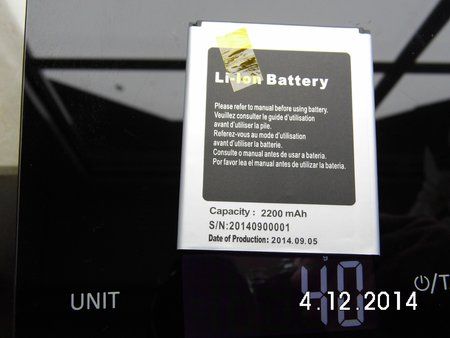 Li-Ion Battery
Please refer to manual before using battery.
Veuillez consulter le guide d'utilisation
avant d'utiliser la pile.
Referez-vous au mode d'utilisation
avant d'utiliser la batterie.
Consulte o manual antes de usar a bateria.
Por favor lea el manual antes de utilizar la batería.
Capacity : 2200 mAh
S/N:20140900001
Date of Production: 2014.09.05
g
40
UNIT
⏻/T
4.12.2014